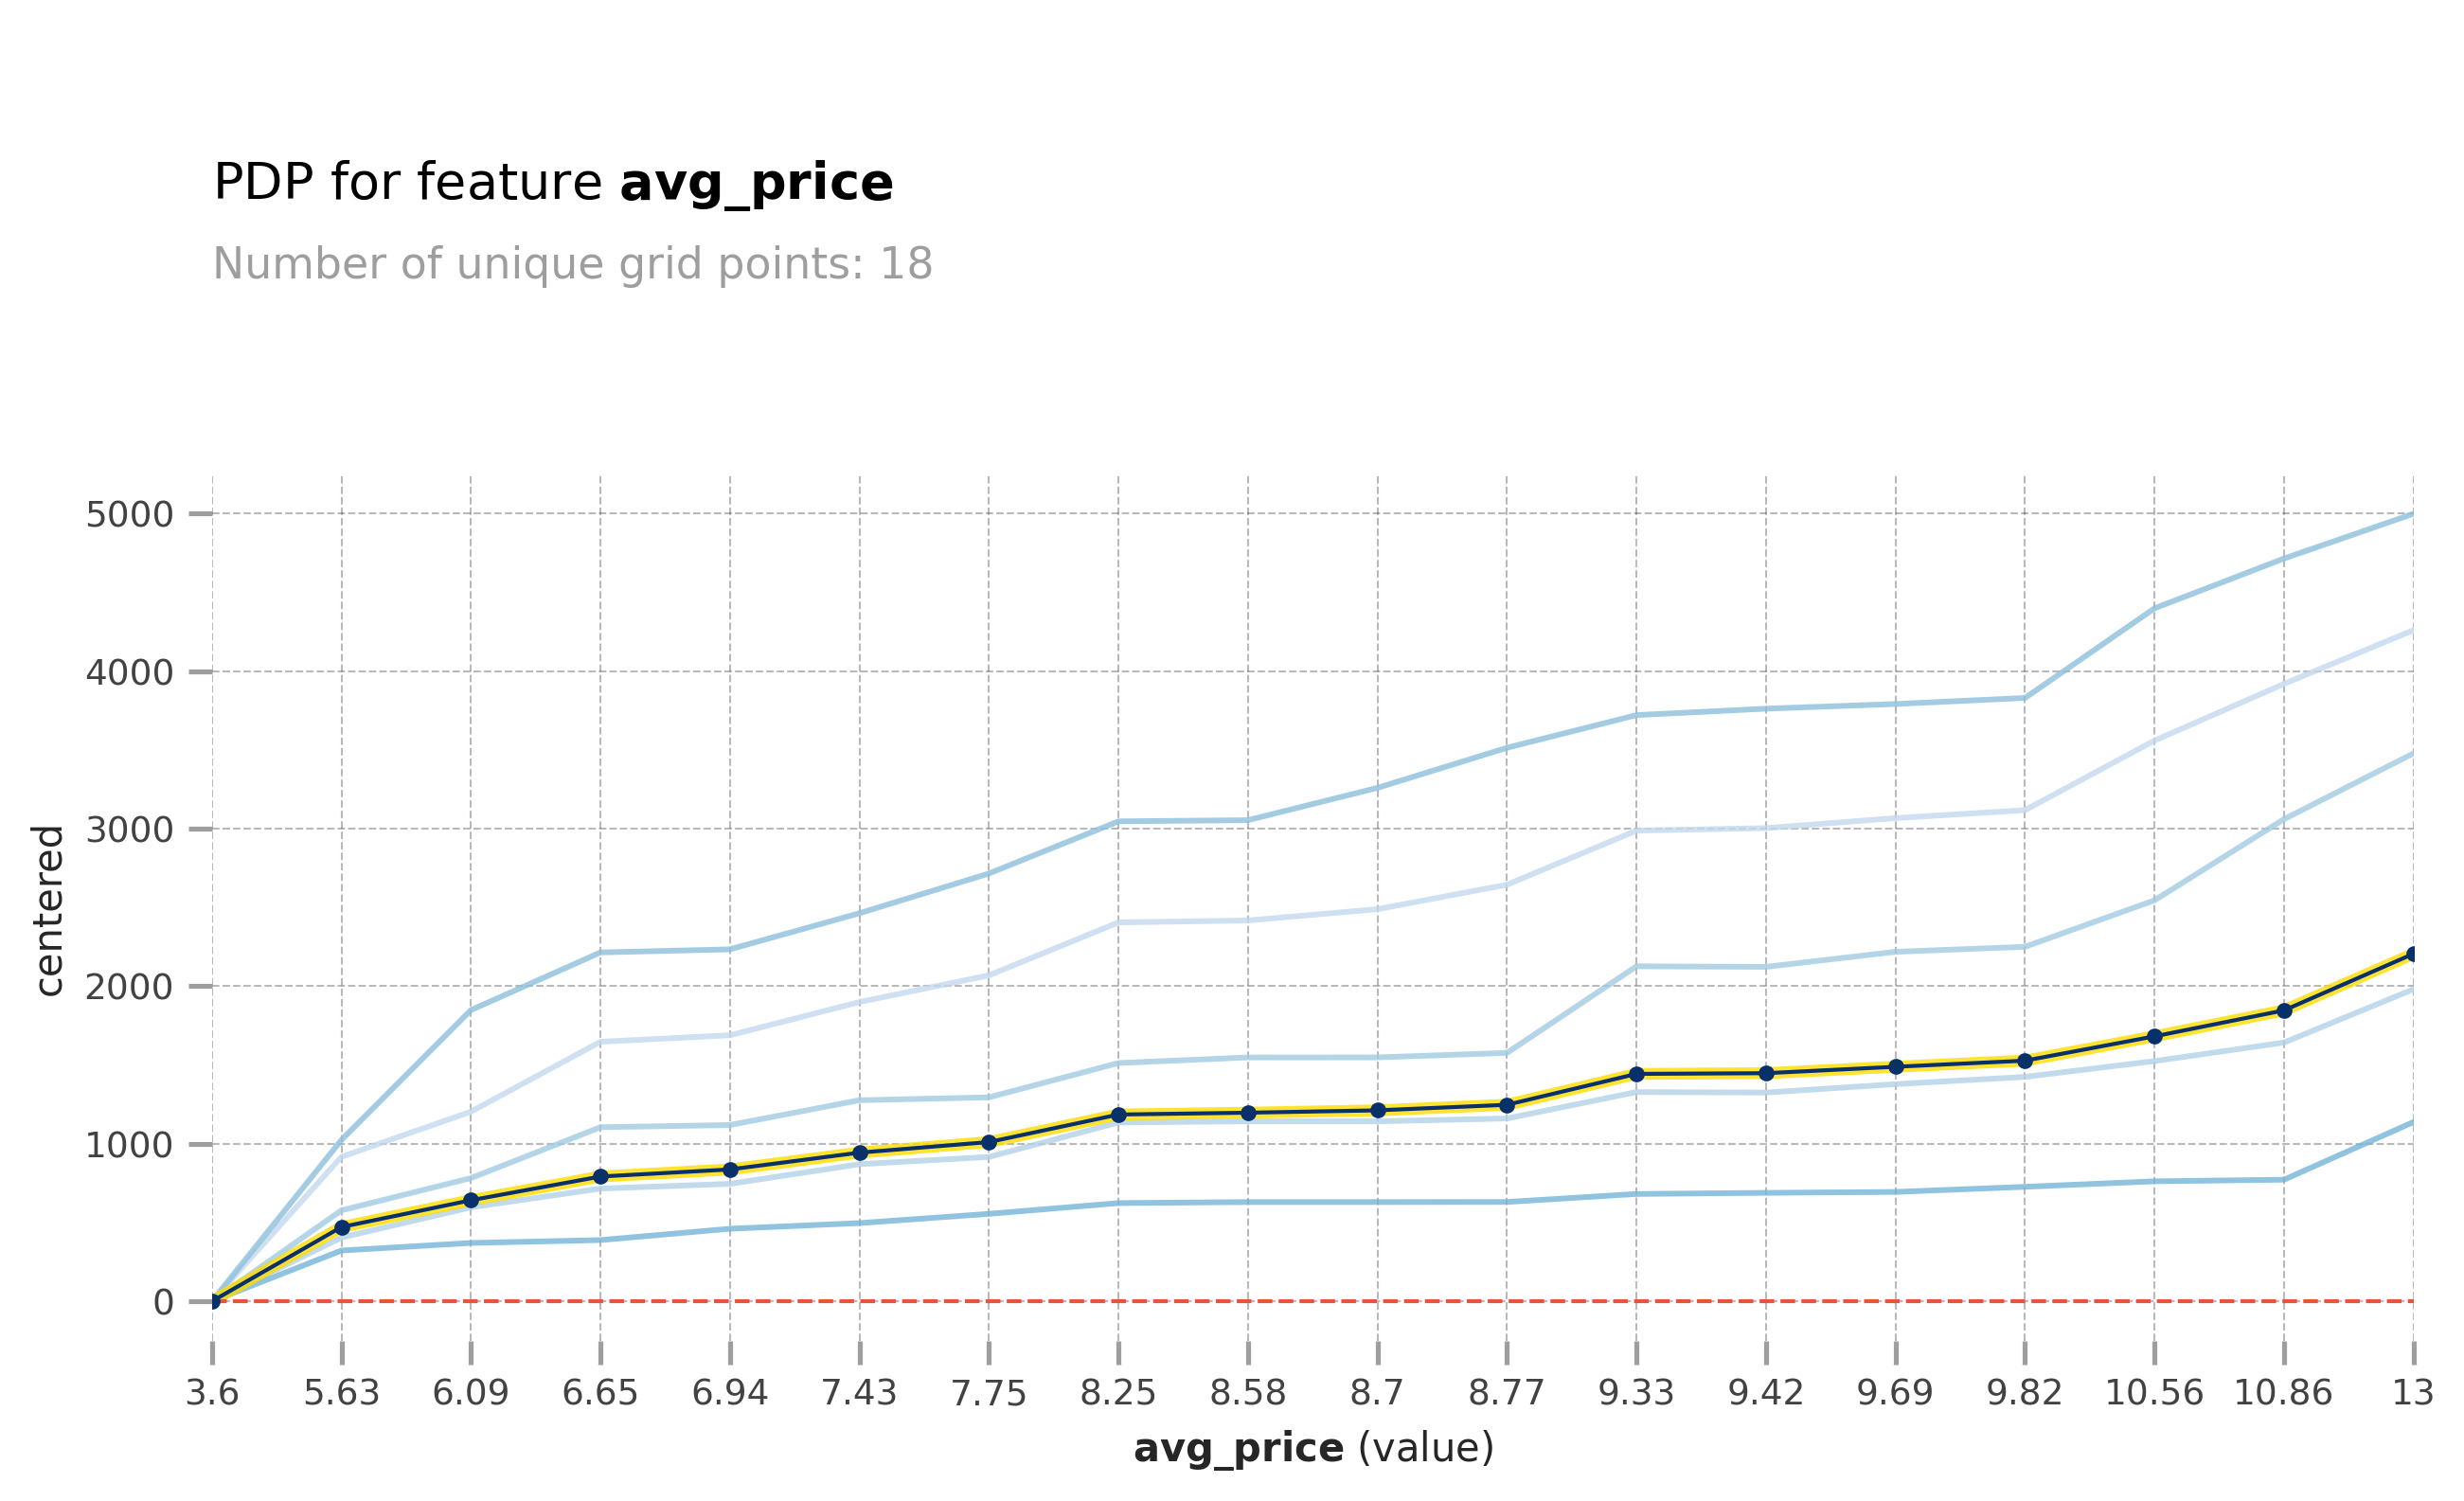 PDP for feature avg_price
Number of unique grid points: 18
5000
4000
3000
2000
1000
0
centered
3.6 5.63 6.09 6.65 6.94 7.43 7.75 8.25 8.58 8.7 8.77 9.33 9.42 9.69 9.82 10.56 10.86 13
avg_price (value)